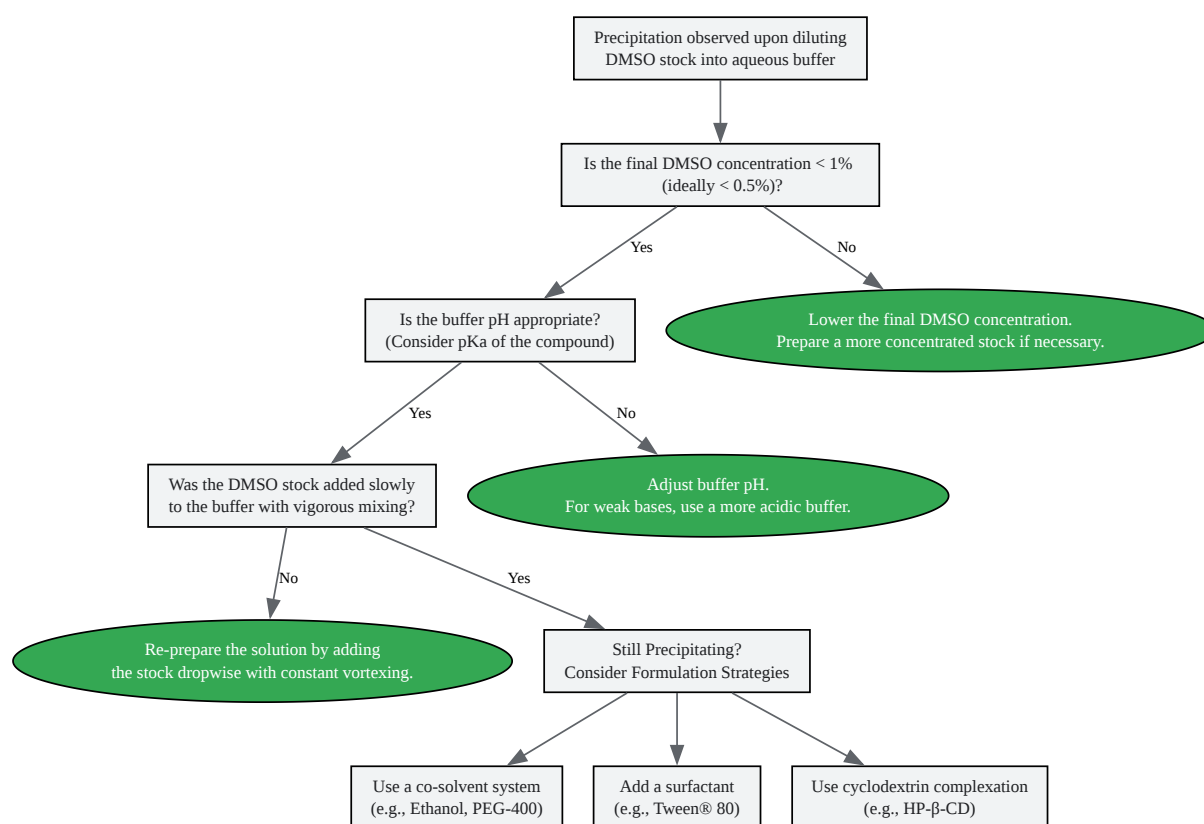 Precipitation observed upon diluting
DMSO stock into aqueous buffer
Is the final DMSO concentration < 1%
(ideally < 0.5%)?
Yes
No
Is the buffer pH appropriate?
(Consider pKa of the compound)
Lower the final DMSO concentration.
Prepare a more concentrated stock if necessary.
Yes
No
Was the DMSO stock added slowly
to the buffer with vigorous mixing?
Adjust buffer pH.
For weak bases, use a more acidic buffer.
No
Yes
Re-prepare the solution by adding
the stock dropwise with constant vortexing.
Still Precipitating?
Consider Formulation Strategies
Use a co-solvent system
(e.g., Ethanol, PEG-400)
Add a surfactant
(e.g., Tween® 80)
Use cyclodextrin complexation
(e.g., HP-β-CD)